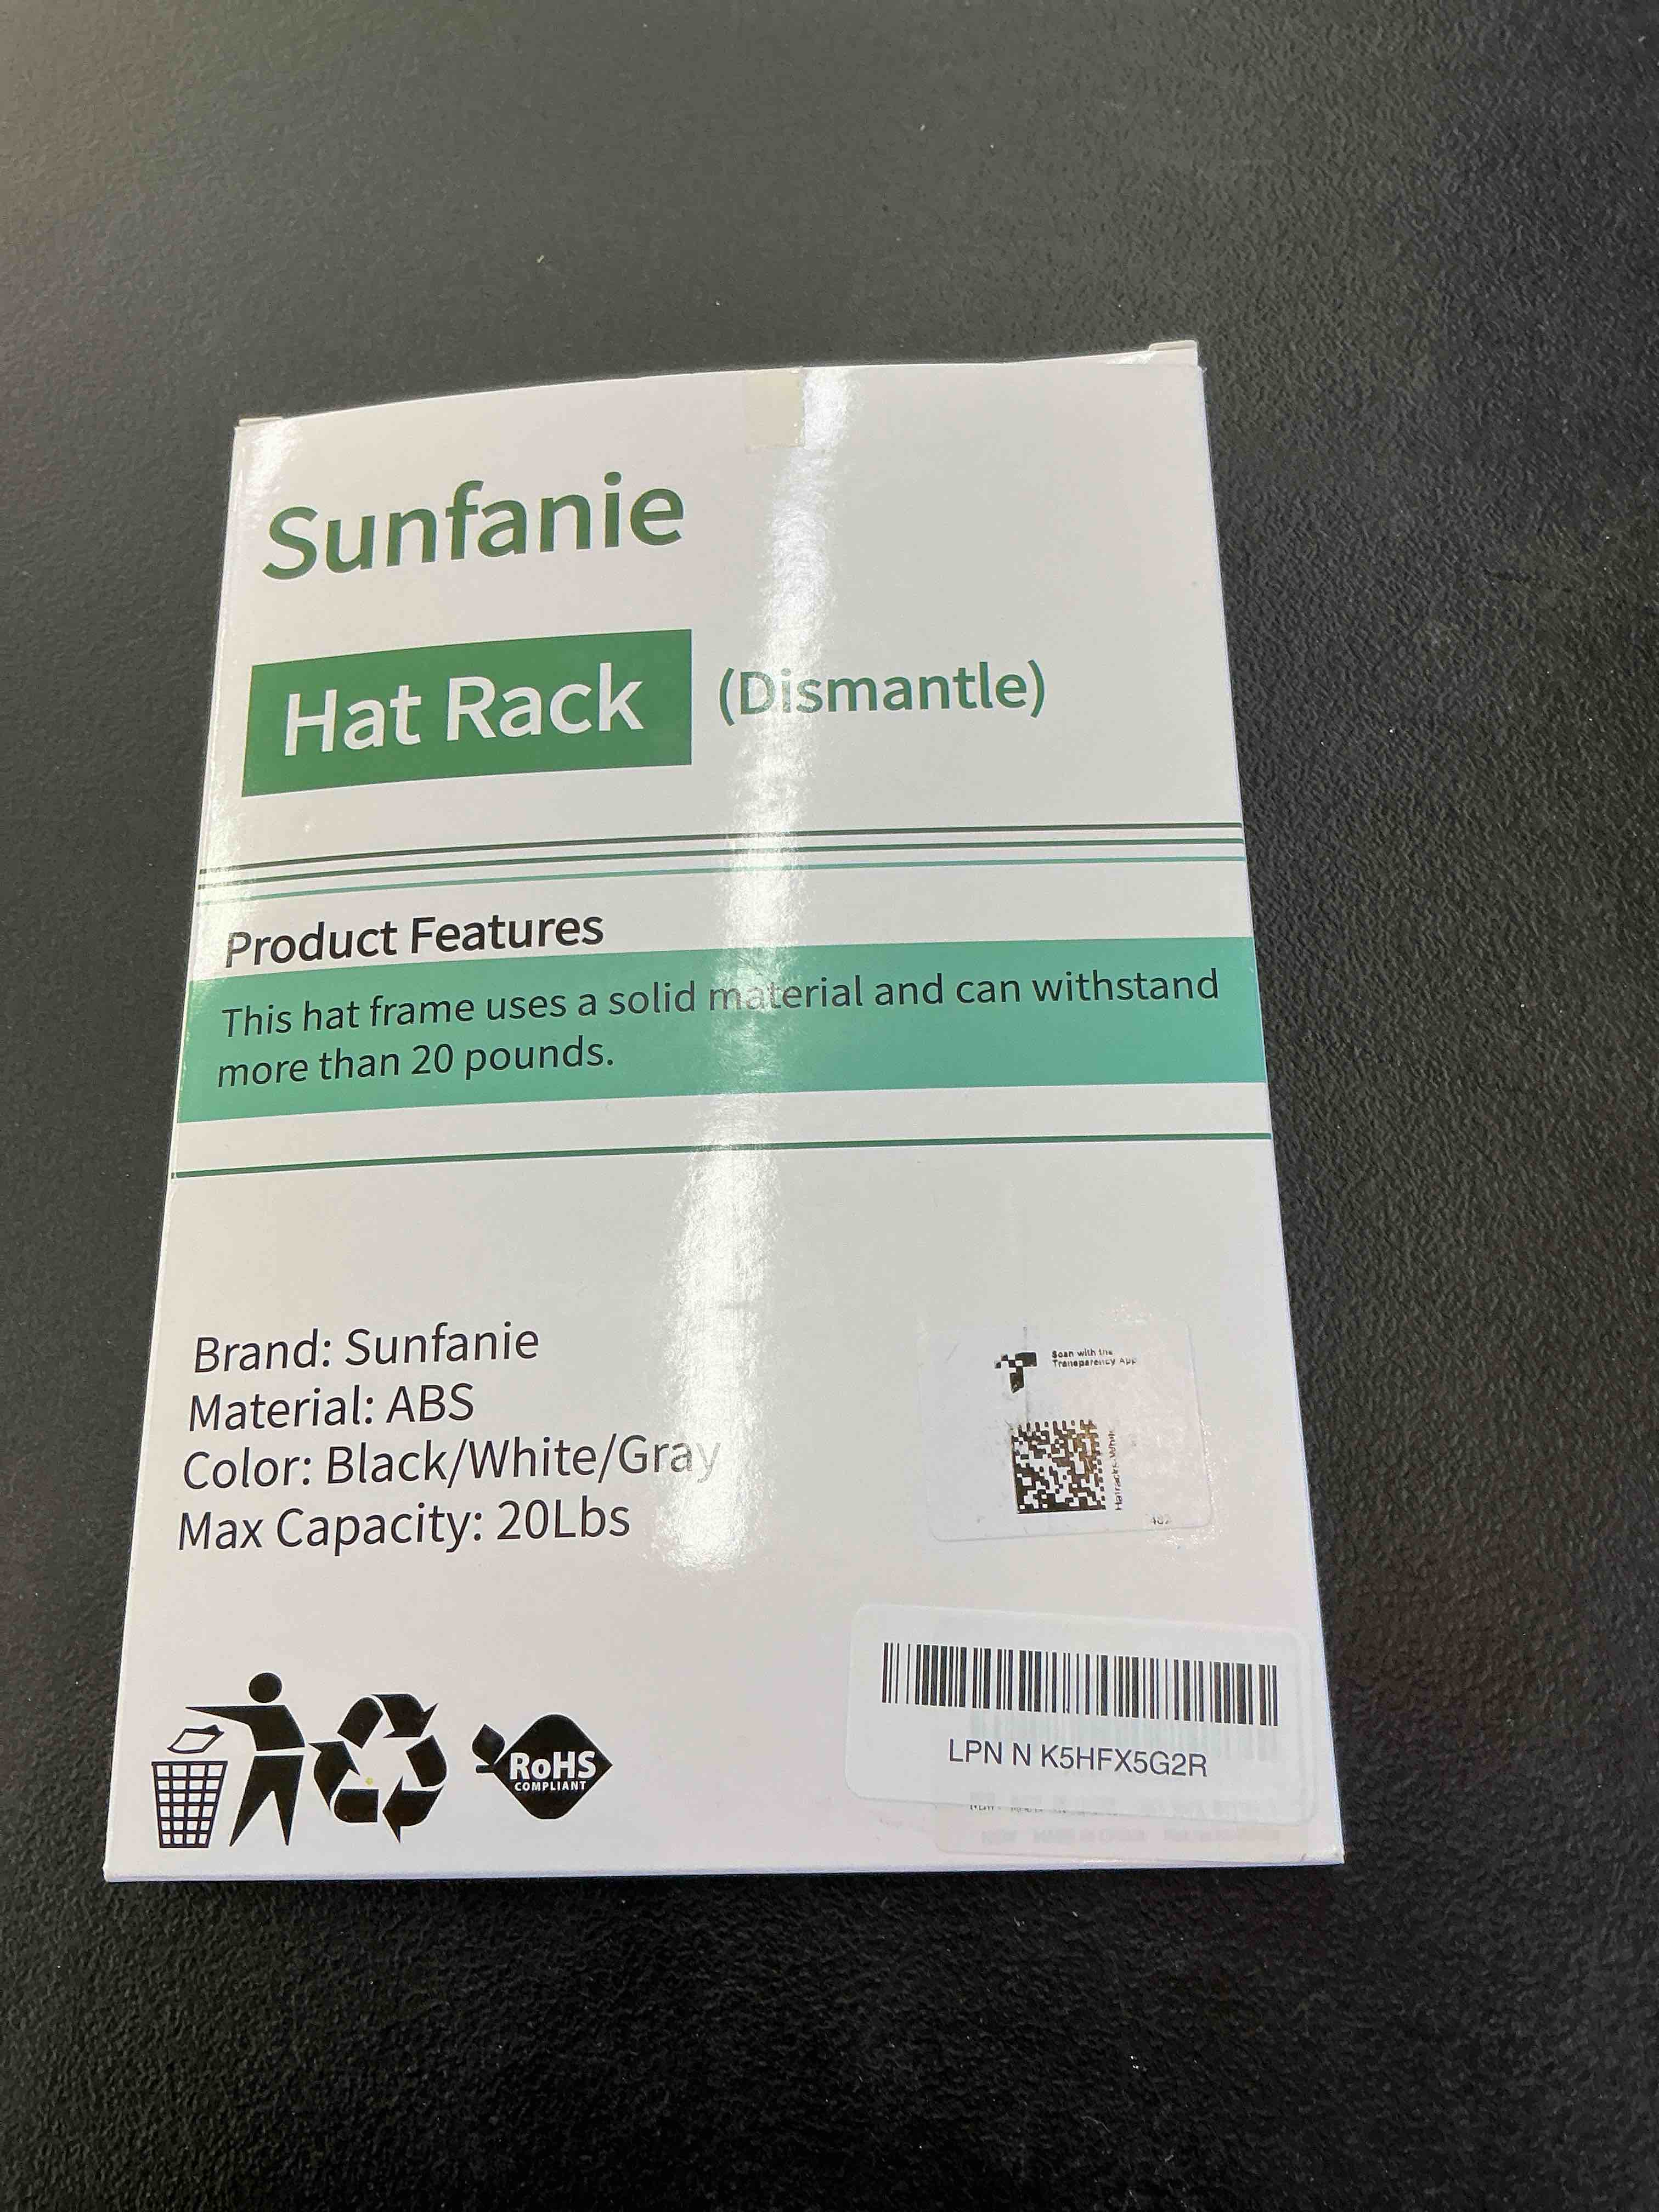 Sunfanie
Hat Rack (Dismantle)
Product Features
This hat frame uses a solid material and can withstand
more than 20 pounds.
Brand: Sunfanie
Material: ABS
Color: Black/White/Gray
Max Capacity: 20Lbs
Scan with the
Transparency App
RoHS
COMPLIANT
LPN N K5HFX5G2R